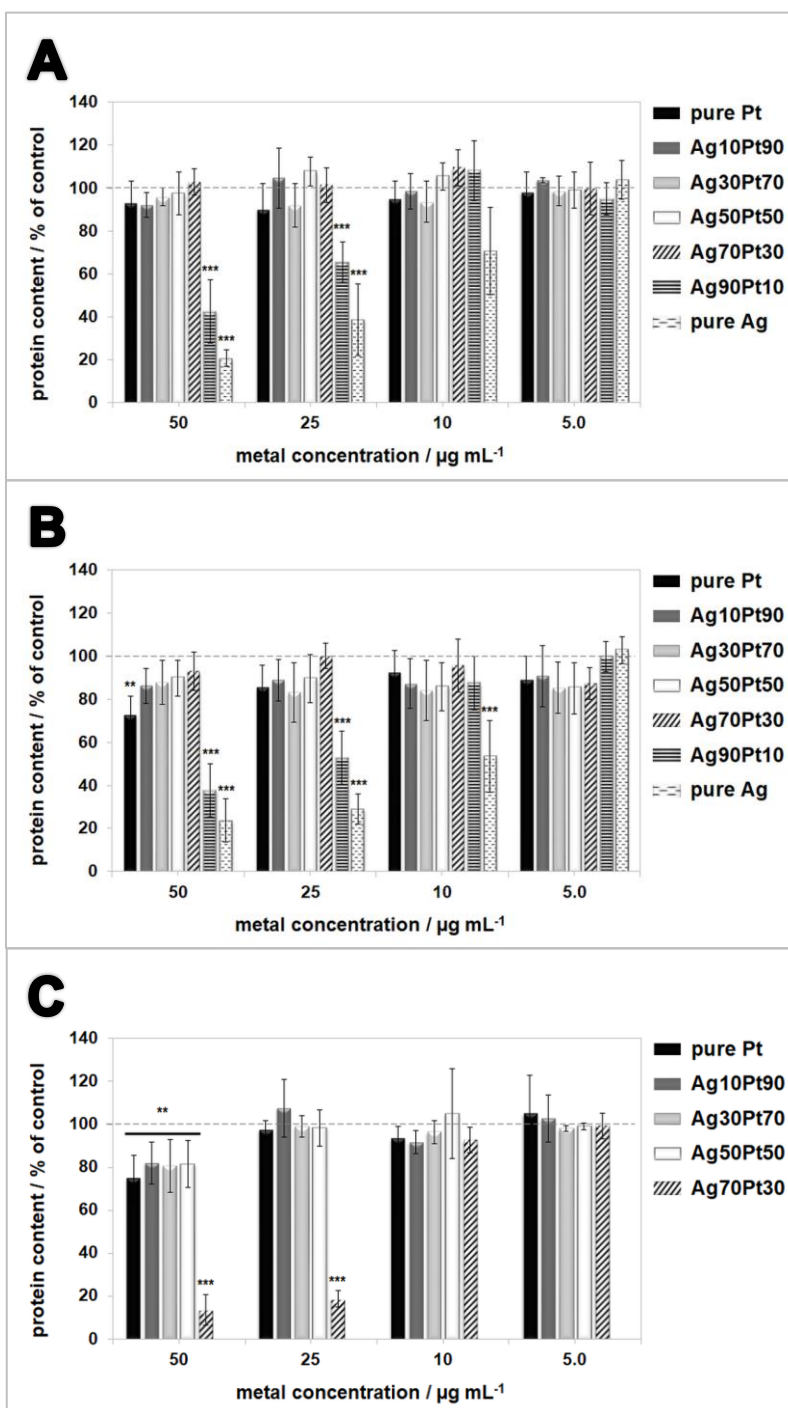 A
140
120
100
80
60
40
20
0
protein content / % of control
*** ***
*** ***
50 25 10 5.0
metal concentration / µg mL⁻¹
pure Pt
Ag10Pt90
Ag30Pt70
Ag50Pt50
Ag70Pt30
Ag90Pt10
pure Ag
B
140
120
100
80
60
40
20
0
protein content / % of control
** *** ***
*** ***
***
50 25 10 5.0
metal concentration / µg mL⁻¹
pure Pt
Ag10Pt90
Ag30Pt70
Ag50Pt50
Ag70Pt30
Ag90Pt10
pure Ag
C
140
120
100
80
60
40
20
0
protein content / % of control
** ***
***
50 25 10 5.0
metal concentration / µg mL⁻¹
pure Pt
Ag10Pt90
Ag30Pt70
Ag50Pt50
Ag70Pt30